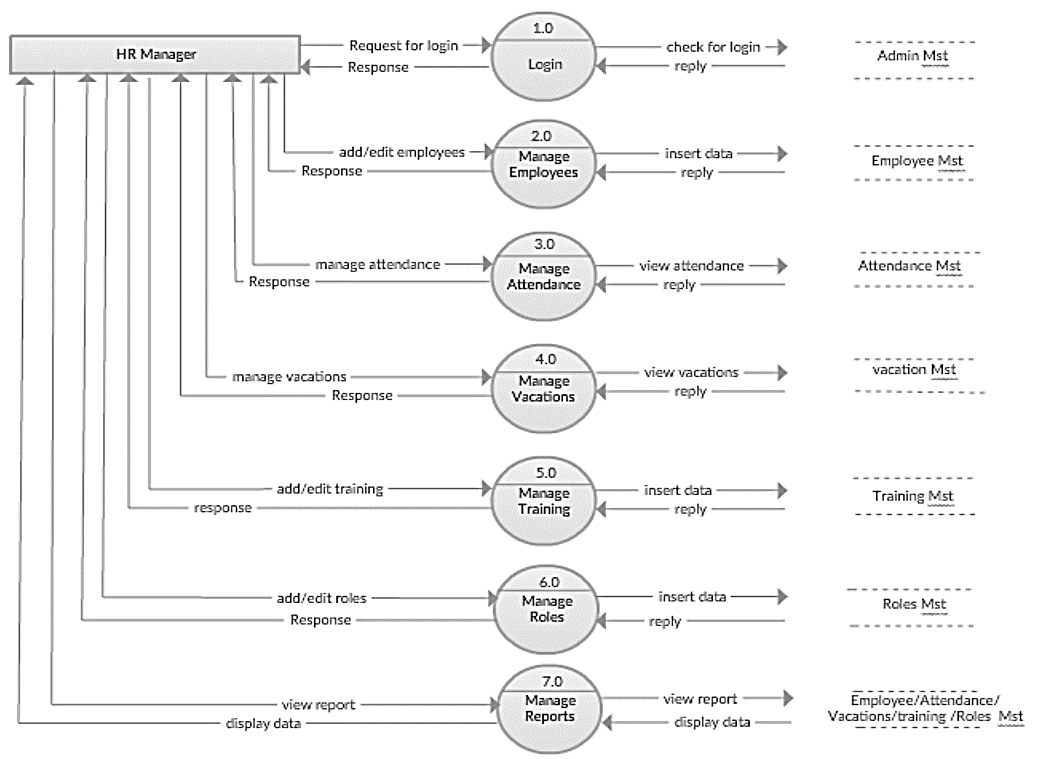 HR Manager
Request for login
Response
1.0
Login
check for login
reply
Admin Mst
add/edit employees
Response
2.0
Manage
Employees
insert data
reply
Employee Mst
manage attendance
Response
3.0
Manage
Attendance
view attendance
reply
Attendance Mst
manage vacations
Response
4.0
Manage
Vacations
view vacations
reply
vacation Mst
add/edit training
response
5.0
Manage
Training
insert data
reply
Training Mst
add/edit roles
Response
6.0
Manage
Roles
insert data
reply
Roles Mst
view report
display data
7.0
Manage
Reports
view report
display data
Employee/Attendance/
Vacations/training /Roles Mst